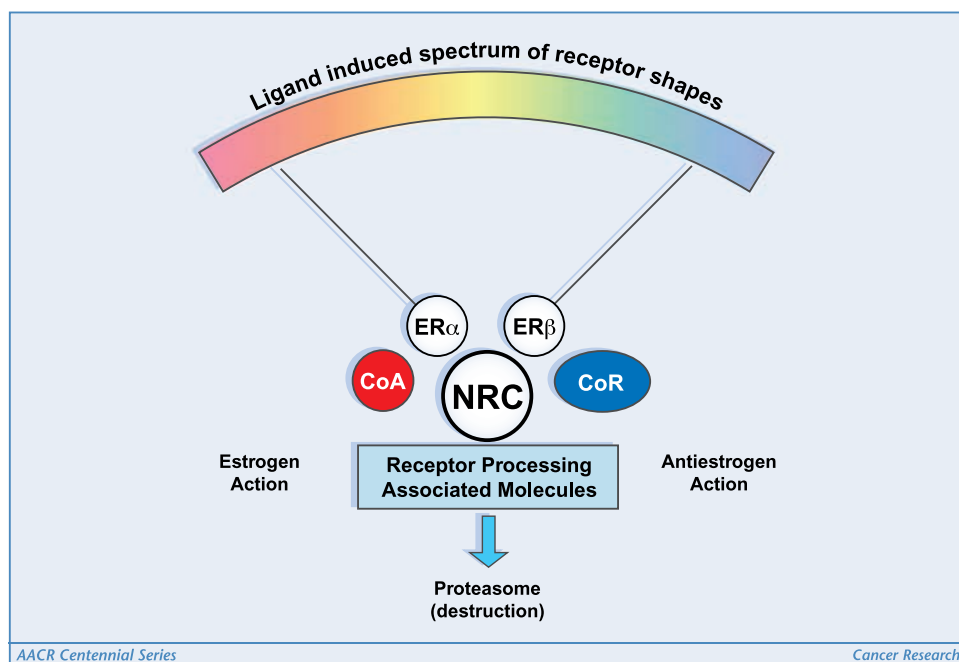 Ligand induced spectrum of receptor shapes
ERα
ERβ
CoA
NRC
CoR
Estrogen
Action
Receptor Processing
Associated Molecules
Antiestrogen
Action
Proteasome
(destruction)
AACR Centennial Series
Cancer Research